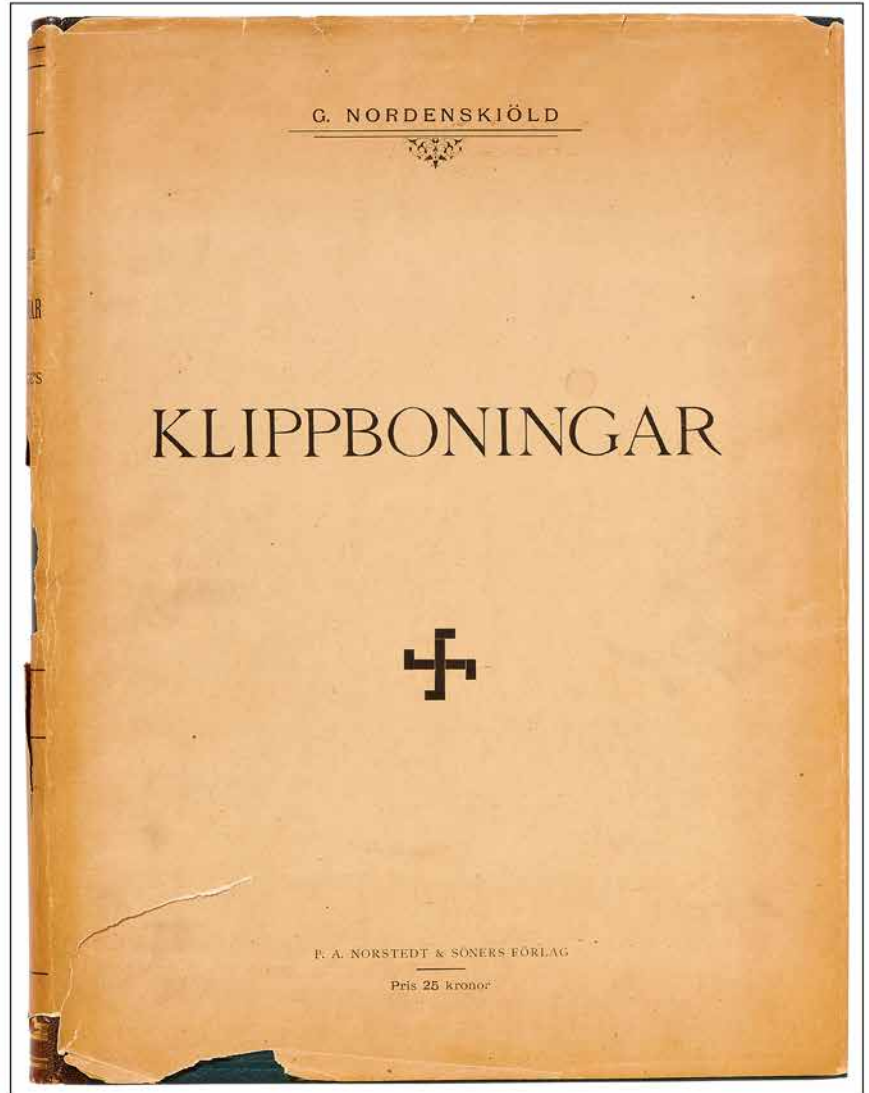 G. NORDENSKIÖLD
KLIPPBONINGAR
P. A. NORSTEDT & SÖNERS FÖRLAG
Pris 25 kronor